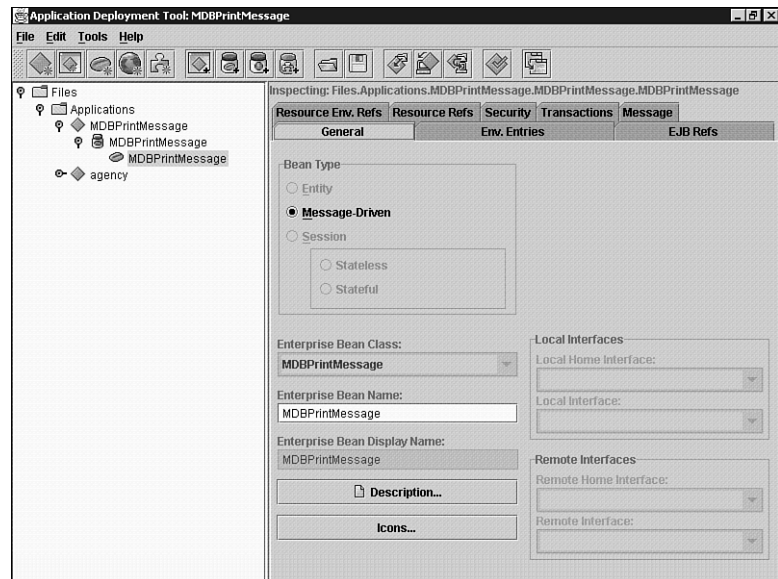 Application Deployment Tool: MDBPrintMessage
File Edit Tools Help
Files
Applications
MDBPrintMessage
MDBPrintMessage
MDBPrintMessage
agency
Inspecting: Files.Applications.MDBPrintMessage.MDBPrintMessage.MDBPrintMessage
Resource Env. Refs Resource Refs Security Transactions Message
General Env. Entries EJB Refs
Bean Type
Entity
Message-Driven
Session
Stateless
Stateful
Enterprise Bean Class:
MDBPrintMessage
Enterprise Bean Name:
MDBPrintMessage
Enterprise Bean Display Name:
MDBPrintMessage
Description...
Icons...
Local Interfaces
Local Home Interface:
Local Interface:
Remote Interfaces
Remote Home Interface:
Remote Interface: